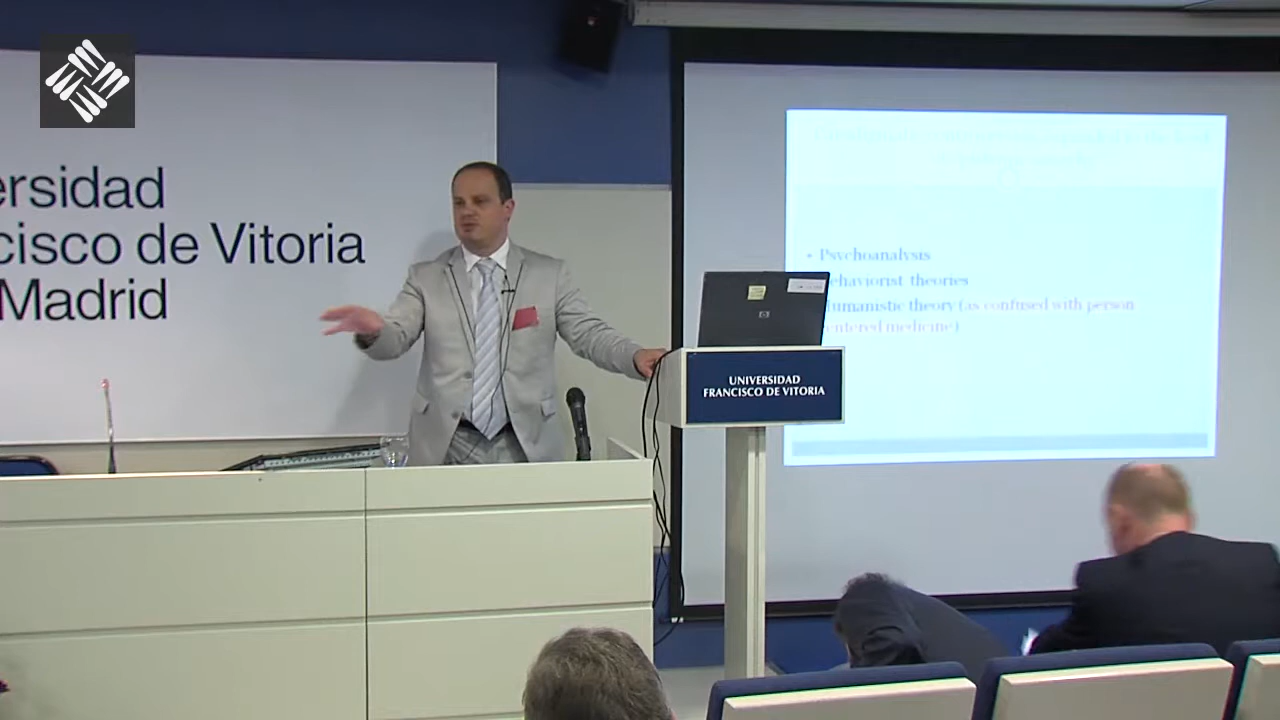 ersidad
cisco de Vitoria
Madrid
• Psychoanalysis
ehaviorist theories
umanistic theory (as confused with person
entered medicine)
hp
UNIVERSIDAD
FRANCISCO DE VITORIA